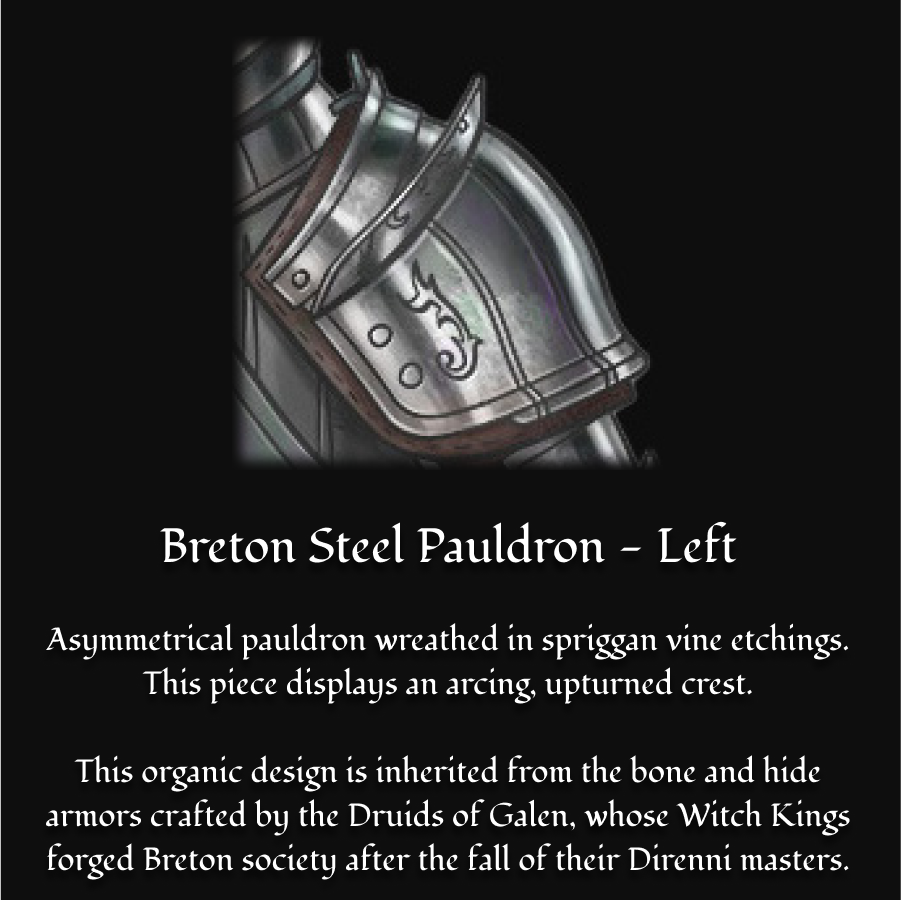 Breton Steel Pauldron - Left
Asymmetrical pauldron wreathed in spriggan vine etchings.
This piece displays an arcing, upturned crest.
This organic design is inherited from the bone and hide
armors crafted by the Druids of Galen, whose Witch Kings
forged Breton society after the fall of their Direnni masters.